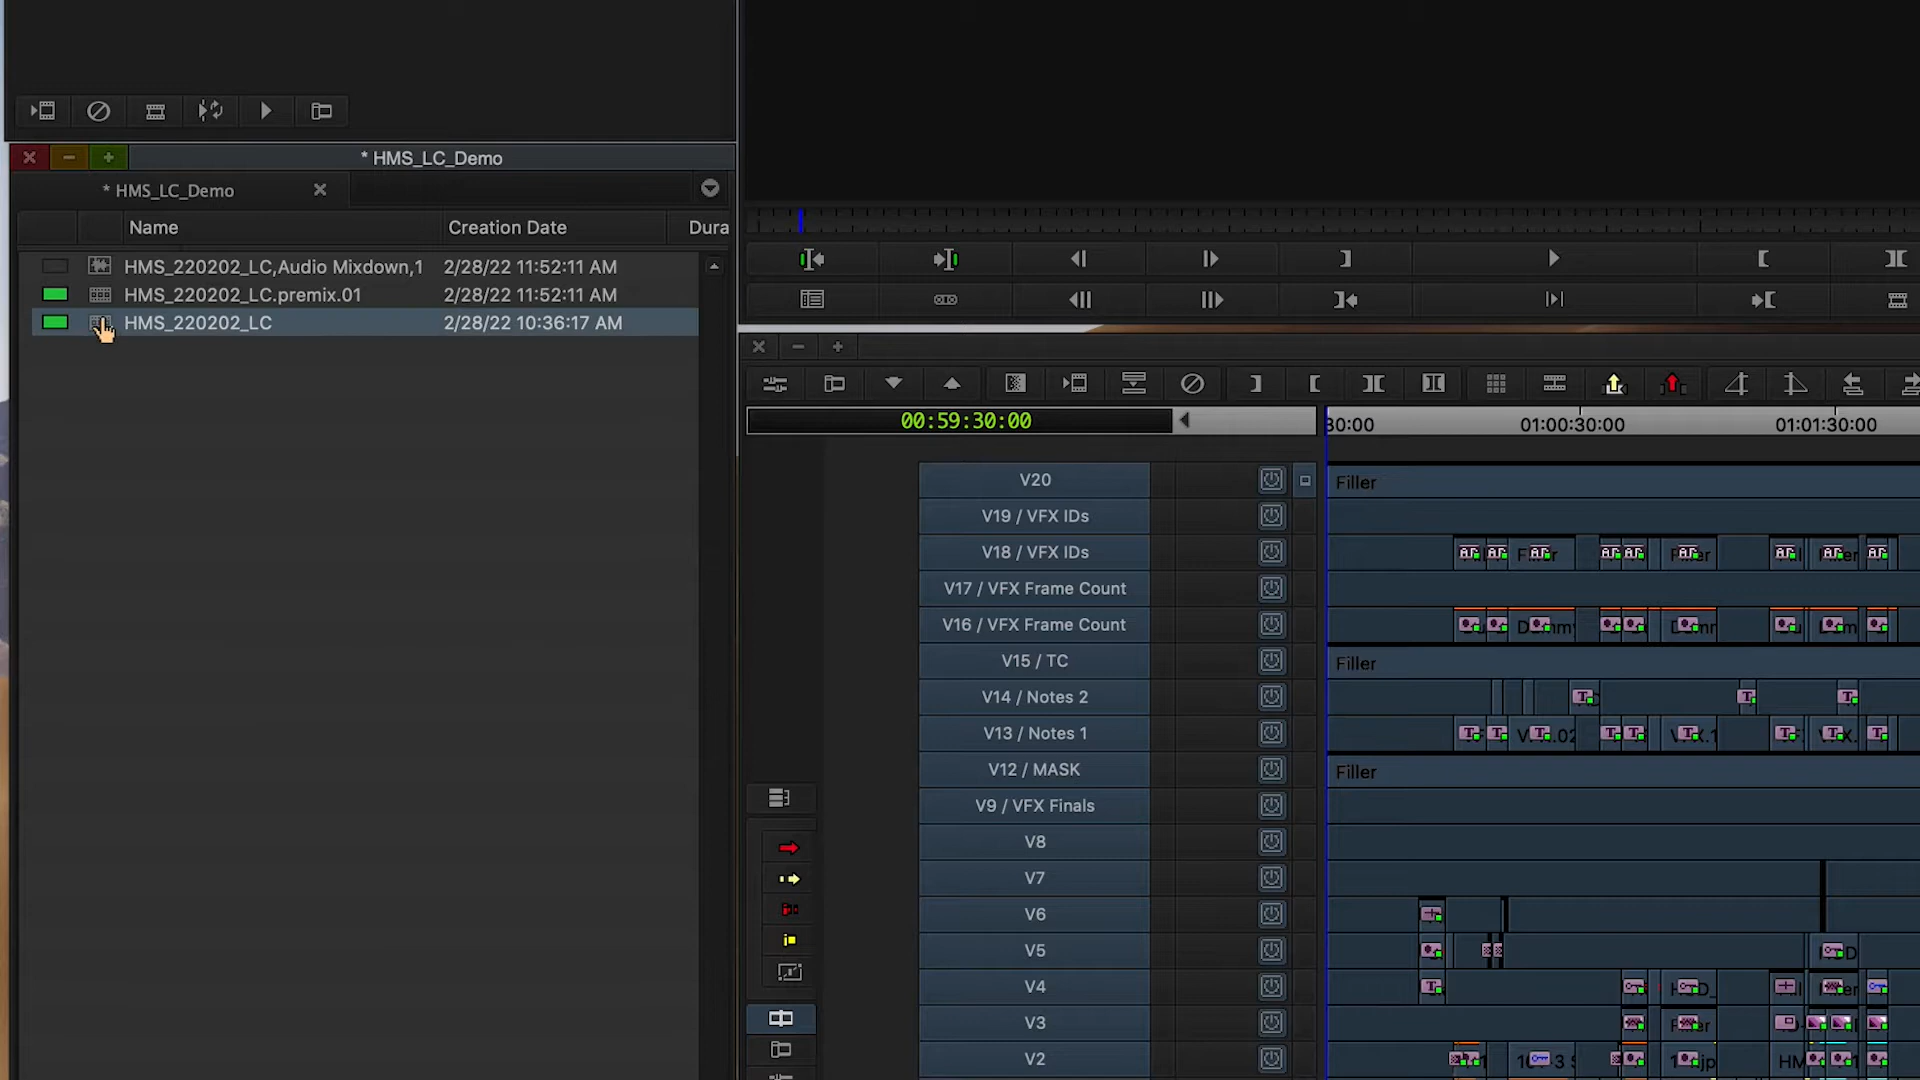 * HMS_LC_Demo
* HMS_LC_Demo
Name Creation Date Dura
HMS_220202_LC,Audio Mixdown,1 2/28/22 11:52:11 AM
HMS_220202_LC.premix.01 2/28/22 11:52:11 AM
HMS_220202_LC 2/28/22 10:36:17 AM
00:59:30:00
30:00 01:00:30:00 01:01:30:00
V20 Filler
V19 / VFX IDs
V18 / VFX IDs
V17 / VFX Frame Count
V16 / VFX Frame Count
V15 / TC Filler
V14 / Notes 2
V13 / Notes 1
V12 / MASK Filler
V9 / VFX Finals
V8
V7
V6
V5
V4
V3
V2